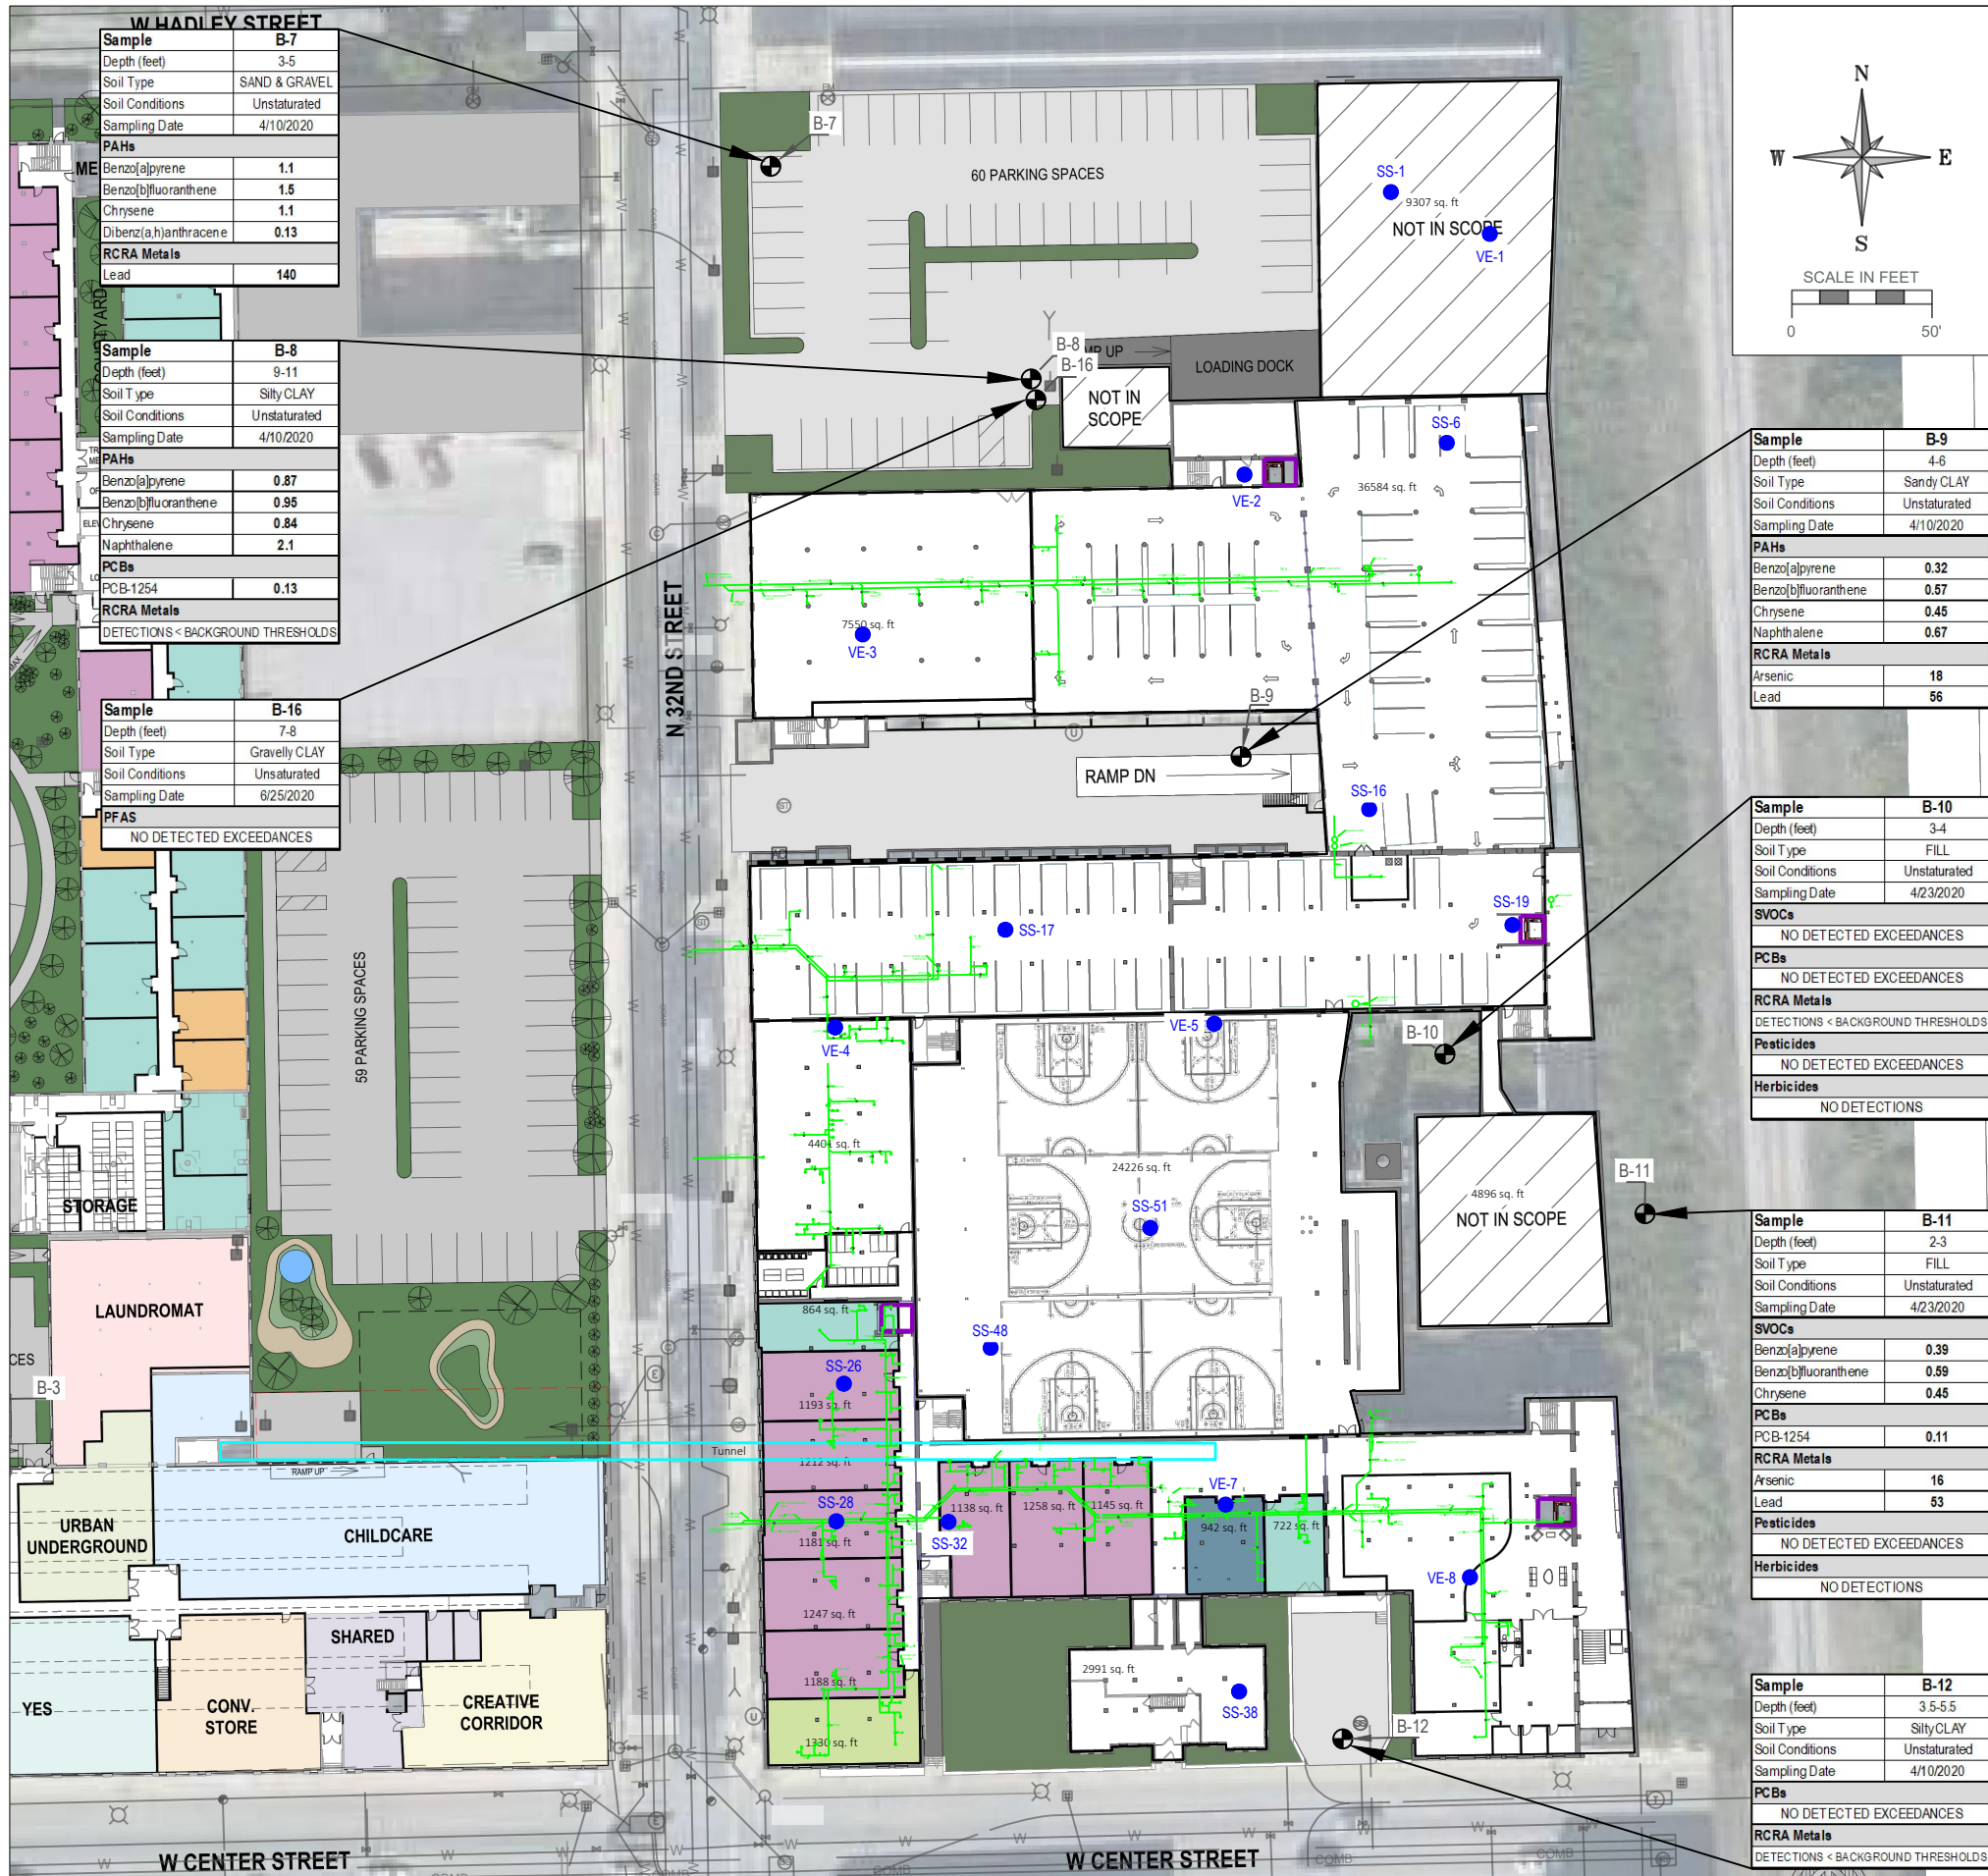 W HADLEY STREET
Sample B-7
Depth (feet) 3-5
Soil Type SAND & GRAVEL
Soil Conditions Unstaturated
Sampling Date 4/10/2020
PAHs
Benzo[a]pyrene 1.1
Benzo[b]fluoranthene 1.5
Chrysene 1.1
Dibenz(a,h)anthracene 0.13
RCRA Metals
Lead 140
Sample B-8
Depth (feet) 9-11
Soil Type Silty CLAY
Soil Conditions Unstaturated
Sampling Date 4/10/2020
PAHs
Benzo[a]pyrene 0.87
Benzo[b]fluoranthene 0.95
Chrysene 0.84
Naphthalene 2.1
PCBs
PCB-1254 0.13
RCRA Metals
DETECTIONS < BACKGROUND THRESHOLDS
Sample B-16
Depth (feet) 7-8
Soil Type Gravelly CLAY
Soil Conditions Unsaturated
Sampling Date 6/25/2020
PFAS
NO DETECTED EXCEEDANCES
59 PARKING SPACES
STORAGE
LAUNDROMAT
B-3
RAMP UP
URBAN
UNDERGROUND
CHILDCARE
YES
CONV.
STORE
SHARED
CREATIVE
CORRIDOR
W CENTER STREET
N 32ND STREET
B-7
60 PARKING SPACES
SS-1
9307 sq. ft
NOT IN SCOPE
VE-1
B-8
B-16
LOADING DOCK
NOT IN
SCOPE
SS-6
VE-2
36584 sq. ft
7550 sq. ft
VE-3
B-9
RAMP DN
SS-16
SS-17
SS-19
VE-4
VE-5
B-10
4401 sq. ft
24226 sq. ft
SS-51
4896 sq. ft
NOT IN SCOPE
B-11
864 sq. ft
SS-48
SS-26
1193 sq. ft
Tunnel
1212 sq. ft
SS-28
1181 sq. ft
SS-32
1138 sq. ft
1258 sq. ft
1145 sq. ft
VE-7
942 sq. ft
722 sq. ft
VE-8
1247 sq. ft
1188 sq. ft
1330 sq. ft
2991 sq. ft
SS-38
B-12
W CENTER STREET
N
W E
S
SCALE IN FEET
0 50'
Sample B-9
Depth (feet) 4-6
Soil Type Sandy CLAY
Soil Conditions Unstaturated
Sampling Date 4/10/2020
PAHs
Benzo[a]pyrene 0.32
Benzo[b]fluoranthene 0.57
Chrysene 0.45
Naphthalene 0.67
RCRA Metals
Arsenic 18
Lead 56
Sample B-10
Depth (feet) 3-4
Soil Type FILL
Soil Conditions Unstaturated
Sampling Date 4/23/2020
SVOCs
NO DETECTED EXCEEDANCES
PCBs
NO DETECTED EXCEEDANCES
RCRA Metals
DETECTIONS < BACKGROUND THRESHOLDS
Pesticides
NO DETECTED EXCEEDANCES
Herbicides
NO DETECTIONS
Sample B-11
Depth (feet) 2-3
Soil Type FILL
Soil Conditions Unstaturated
Sampling Date 4/23/2020
SVOCs
Benzo[a]pyrene 0.39
Benzo[b]fluoranthene 0.59
Chrysene 0.45
PCBs
PCB-1254 0.11
RCRA Metals
Arsenic 16
Lead 53
Pesticides
NO DETECTED EXCEEDANCES
Herbicides
NO DETECTIONS
Sample B-12
Depth (feet) 3.5-5.5
Soil Type Silty CLAY
Soil Conditions Unstaturated
Sampling Date 4/10/2020
PCBs
NO DETECTED EXCEEDANCES
RCRA Metals
DETECTIONS < BACKGROUND THRESHOLDS